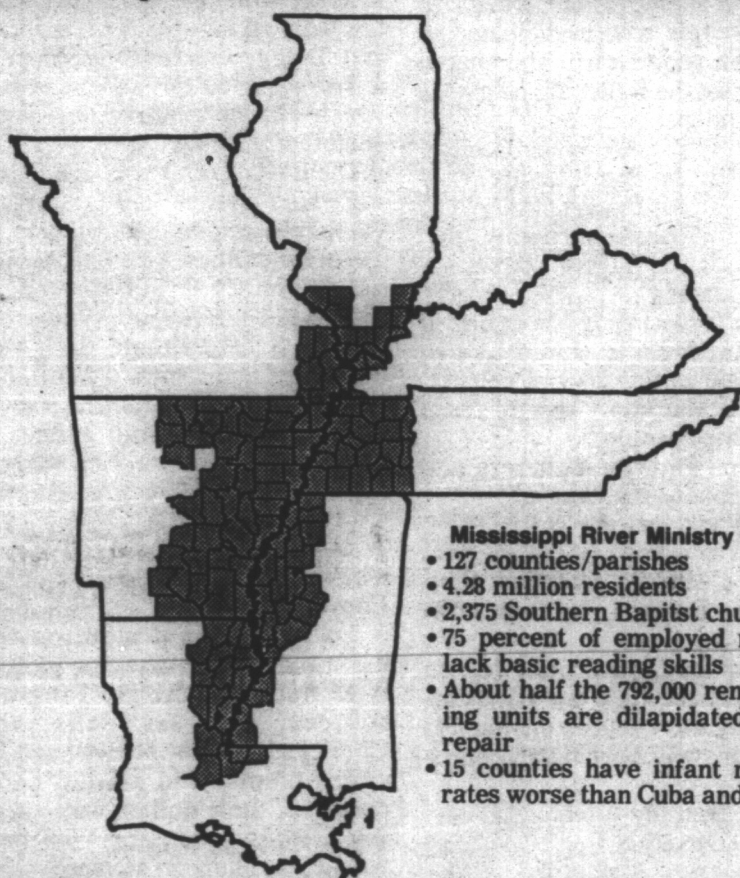 Mississippi River Ministry
• 127 counties/parishes
• 4.28 million residents
• 2,375 Southern Bapitst chu
• 75 percent of employed
lack basic reading skills
• About half the 792,000 ren
ing units are dilapidated
repair
• 15 counties have infant
rates worse than Cuba and